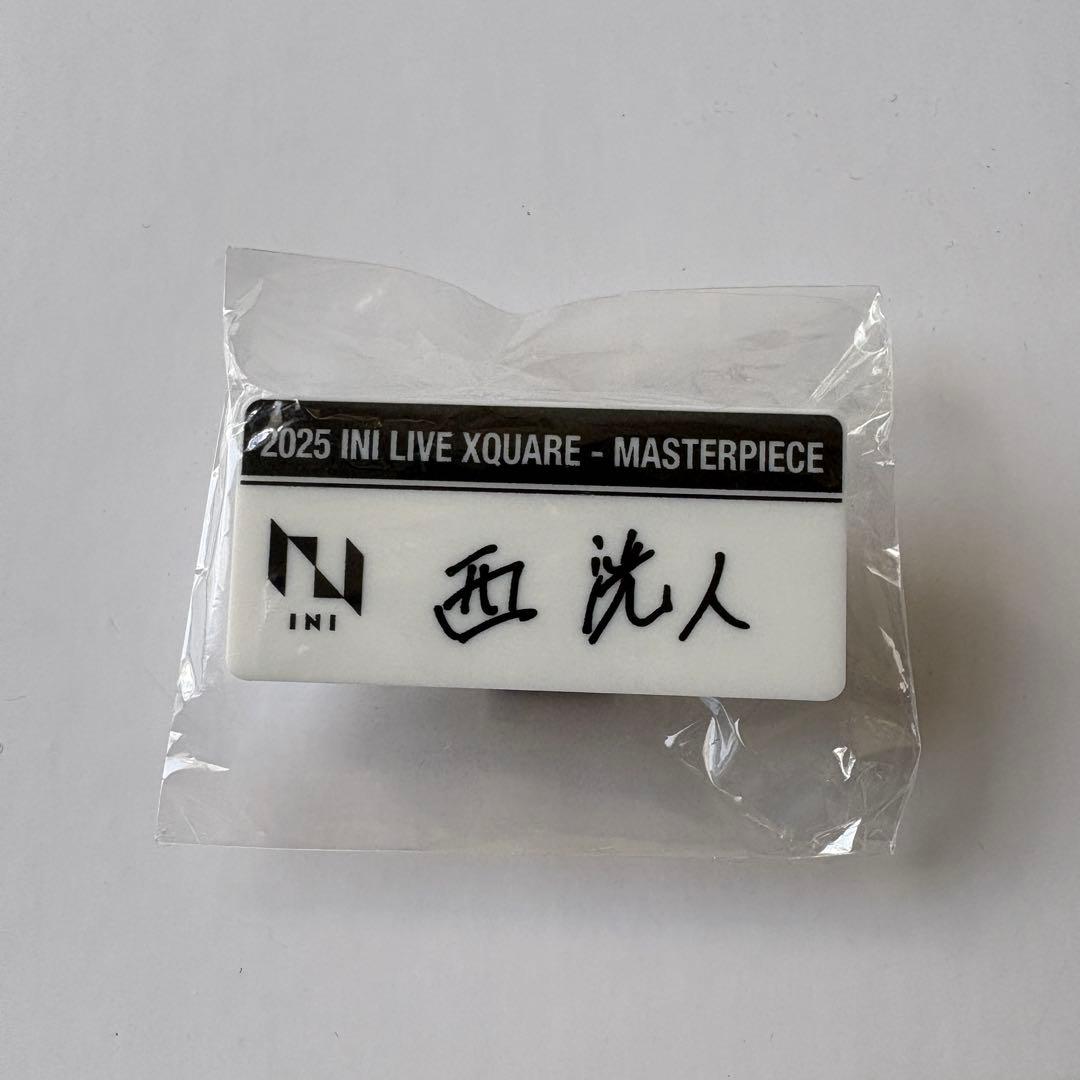 2025 INI LIVE XQUARE - MASTERPIECE
INI
西 洸人